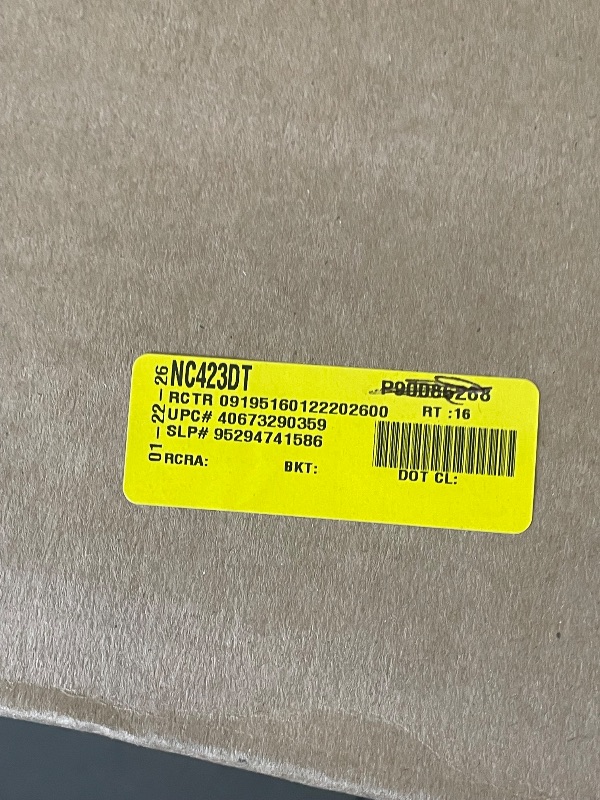 NC423DT
RCTR 09195160122202600
RT :16
UPC# 40673290359
SLP# 95294741586
RCRA:
BKT:
DOT CL:
01-22-26